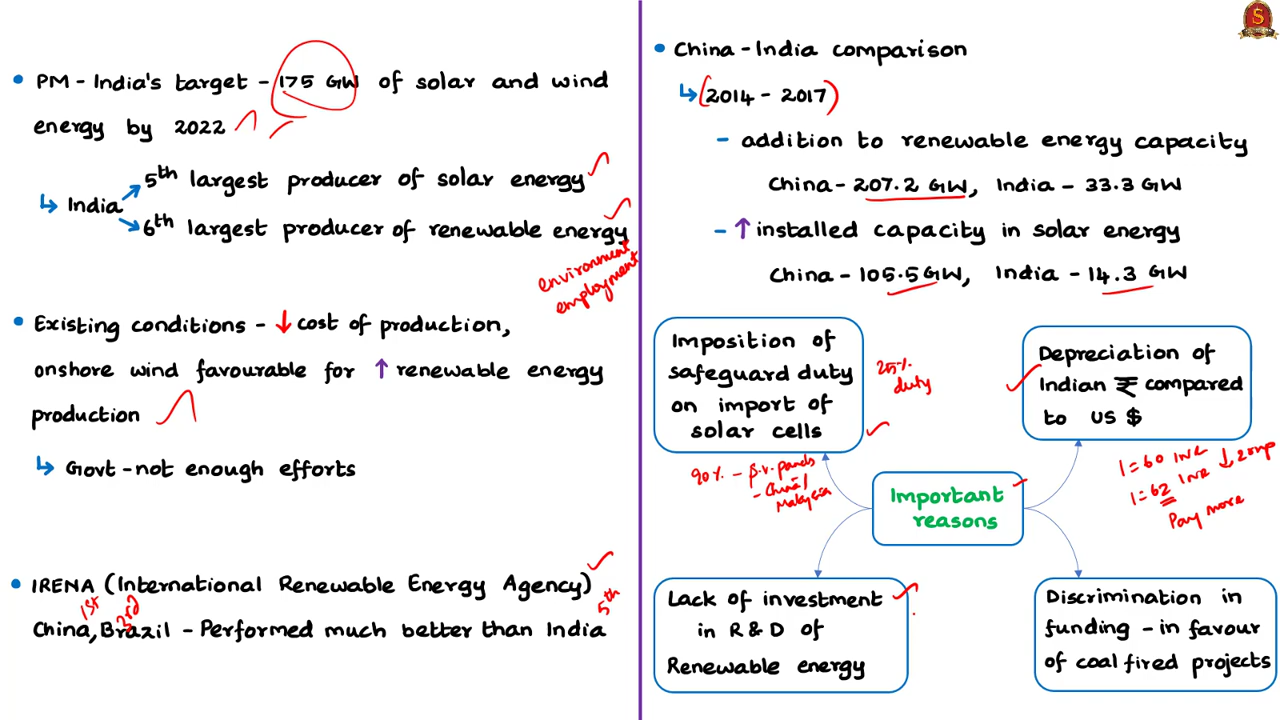 • PM - India's target - 175 GW of solar and wind
energy by 2022
↳ India
5th largest producer of solar energy
6th largest producer of renewable energy
environment
employment
• Existing conditions - ↓ cost of production,
onshore wind favourable for ↑ renewable energy
production
↳ Govt - not enough efforts
• IRENA (International Renewable Energy Agency)
1st 3rd 5th
China, Brazil - Performed much better than India
• China - India comparison
↳ (2014 - 2017)
- addition to renewable energy capacity
China - 207.2 GW, India - 33.3 GW
- ↑ installed capacity in solar energy
China - 105.5 GW, India - 14.3 GW
Imposition of
safeguard duty
on import of
solar cells
25%
duty
90% - p.v. panels
- China/
Malaysia
Depreciation of
Indian ₹ compared
to US $
1 = 60 INR
1 = 62 INR ↓
Pay more
Important
reasons
Lack of investment
in R & D of
Renewable energy
Discrimination in
funding - in favour
of coal fired projects